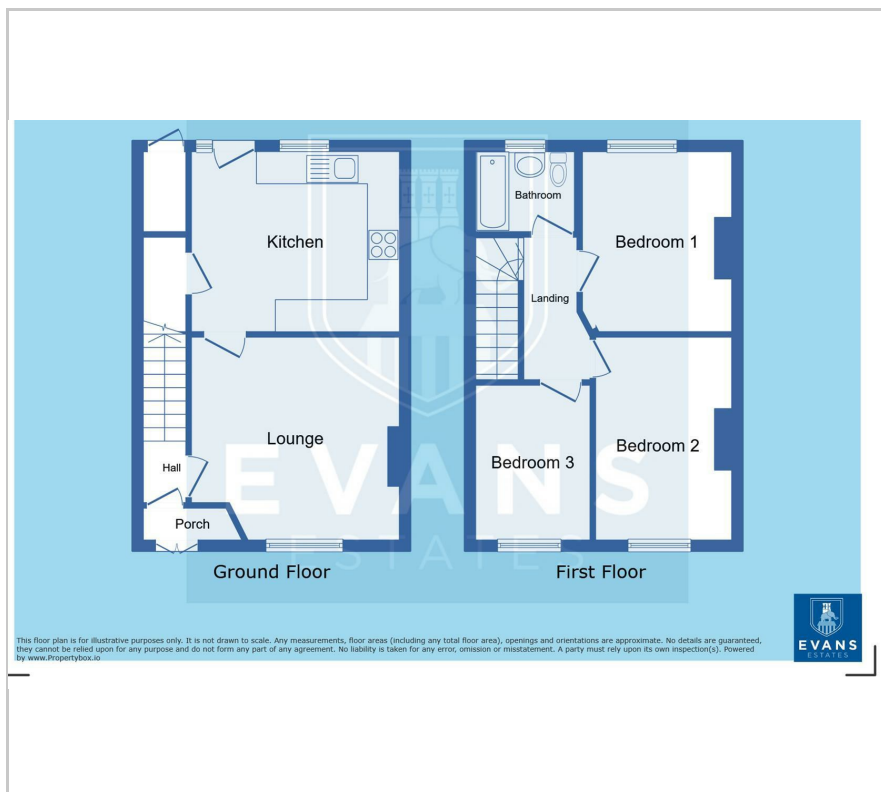 Kitchen
Lounge
Hall
Porch
Ground Floor
Bathroom
Bedroom 1
Landing
Bedroom 2
Bedroom 3
First Floor
EVANS
ESTATES
This floor plan is for illustrative purposes only. It is not drawn to scale. Any measurements, floor areas (including any total floor area), openings and orientations are approximate. No details are guaranteed,
they cannot be relied upon for any purpose and do not form any part of any agreement. No liability is taken for any error, omission or misstatement. A party must rely upon its own inspection(s). Powered
by www.Propertybox.io
EVANS
ESTATES